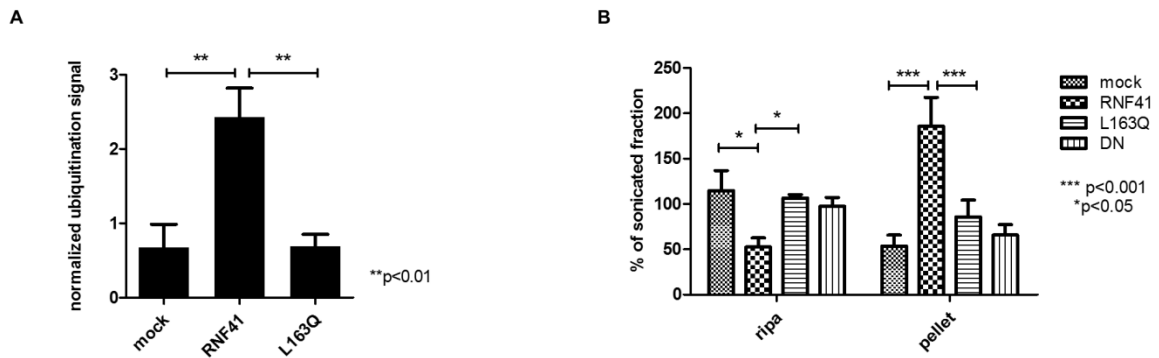 A
normalized ubiquitination signal
3
2
1
0
** **
mock RNF41 L163Q
**p<0.01
B
% of sonicated fraction
250
200
150
100
50
0
*** ***
*
*
ripa pellet
mock
RNF41
L163Q
DN
*** p<0.001
*p<0.05